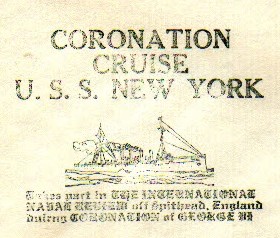 CORONATION
CRUISE
U. S. S. NEW YORK
Takes part in THE INTERNATIONAL
NAVAL REVIEW off Spithead, England
during CORONATION of GEORGE VI